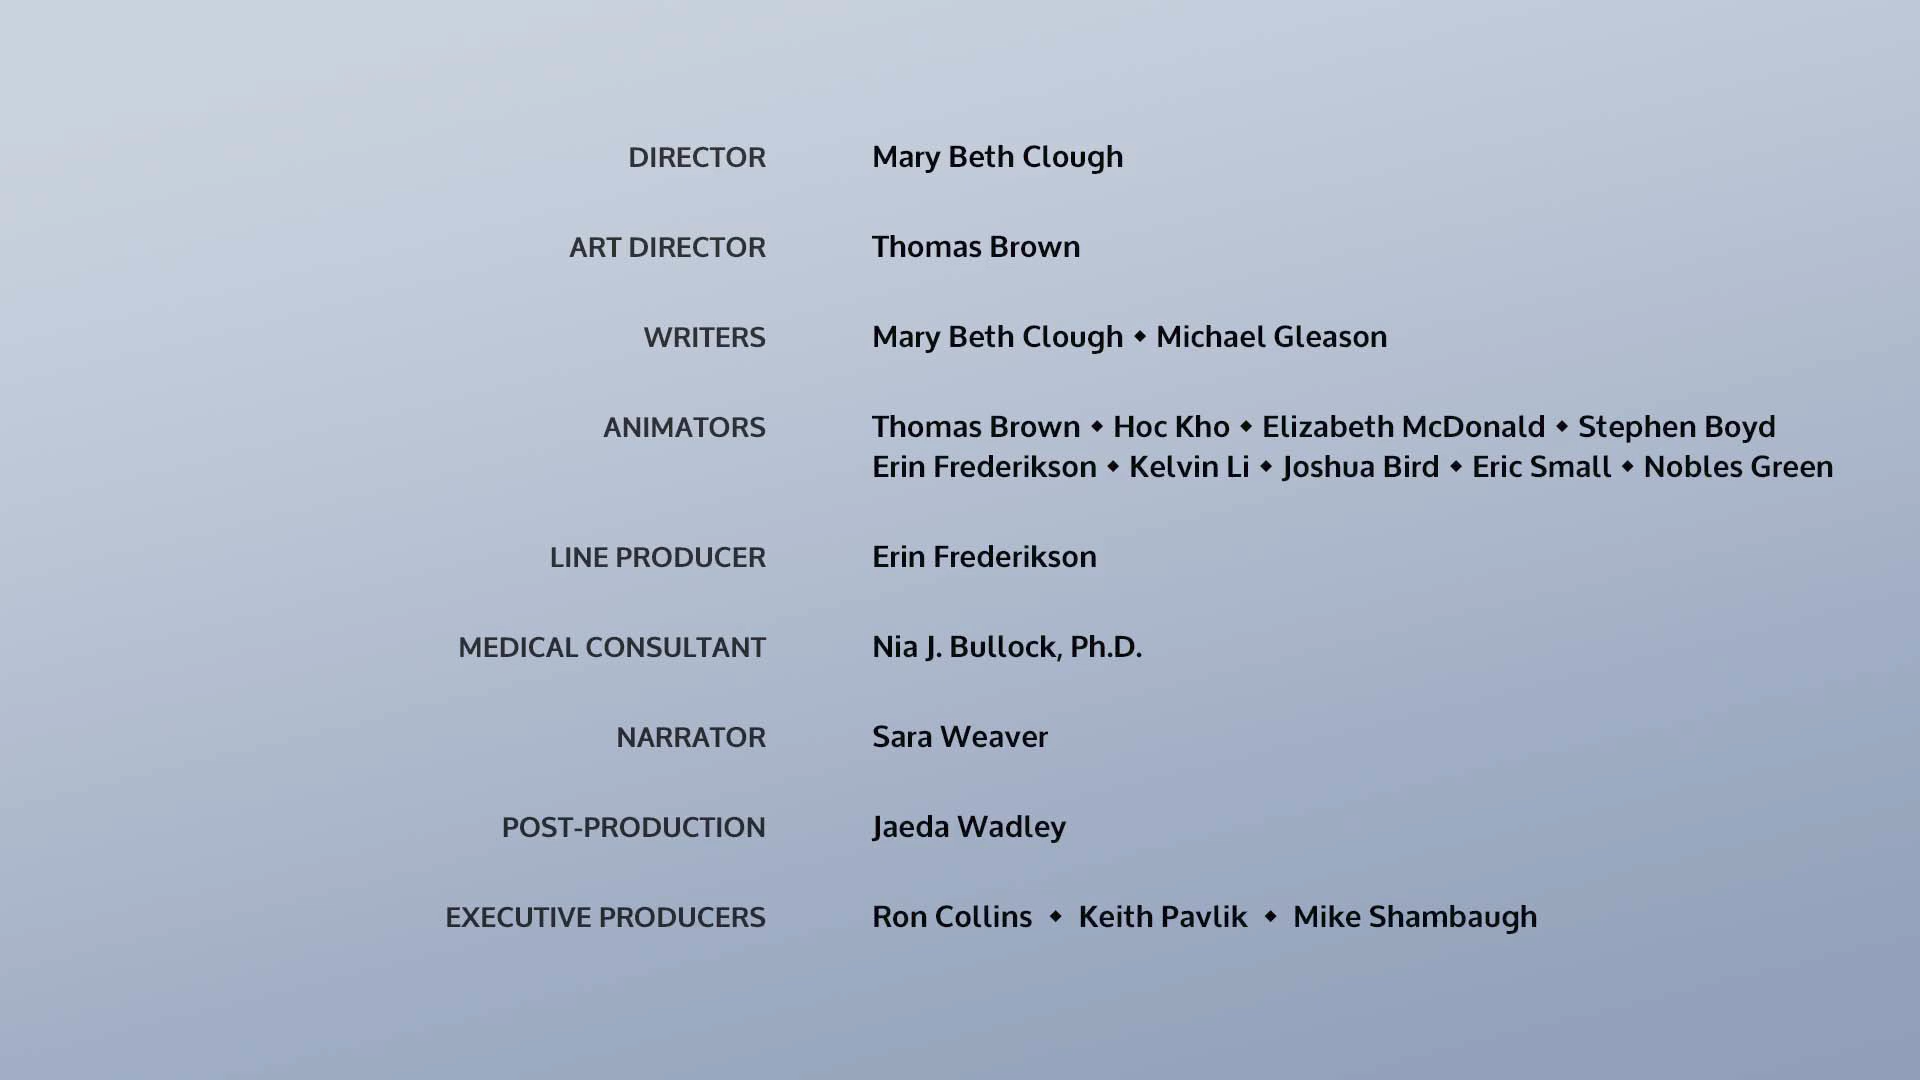 DIRECTOR Mary Beth Clough
ART DIRECTOR Thomas Brown
WRITERS Mary Beth Clough • Michael Gleason
ANIMATORS Thomas Brown • Hoc Kho • Elizabeth McDonald • Stephen Boyd
Erin Frederikson • Kelvin Li • Joshua Bird • Eric Small • Nobles Green
LINE PRODUCER Erin Frederikson
MEDICAL CONSULTANT Nia J. Bullock, Ph.D.
NARRATOR Sara Weaver
POST-PRODUCTION Jaeda Wadley
EXECUTIVE PRODUCERS Ron Collins • Keith Pavlik • Mike Shambaugh